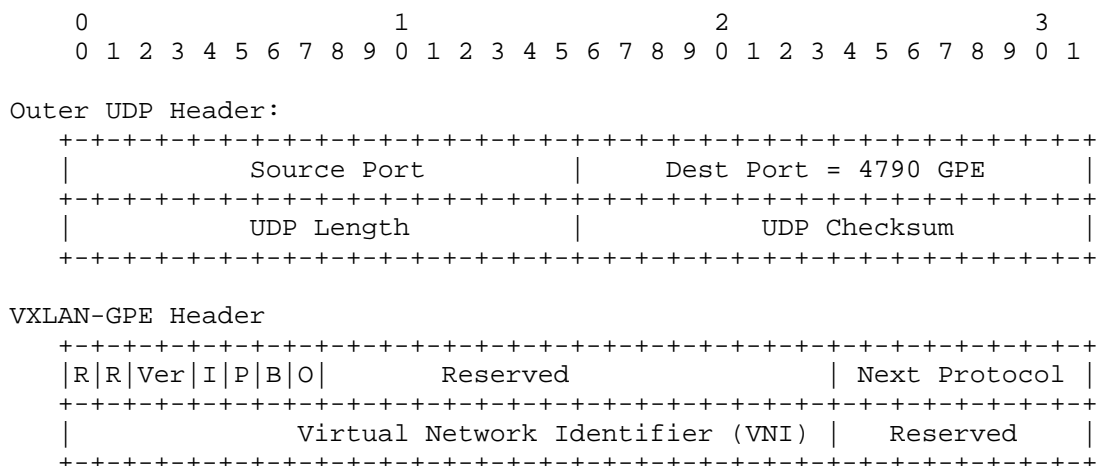 0                   1                   2                   3
0 1 2 3 4 5 6 7 8 9 0 1 2 3 4 5 6 7 8 9 0 1 2 3 4 5 6 7 8 9 0 1
Outer UDP Header:
+-+-+-+-+-+-+-+-+-+-+-+-+-+-+-+-+-+-+-+-+-+-+-+-+-+-+-+-+-+-+-+-+
|           Source Port         |     Dest Port = 4790 GPE      |
+-+-+-+-+-+-+-+-+-+-+-+-+-+-+-+-+-+-+-+-+-+-+-+-+-+-+-+-+-+-+-+-+
|           UDP Length          |           UDP Checksum        |
+-+-+-+-+-+-+-+-+-+-+-+-+-+-+-+-+-+-+-+-+-+-+-+-+-+-+-+-+-+-+-+-+
VXLAN-GPE Header
+-+-+-+-+-+-+-+-+-+-+-+-+-+-+-+-+-+-+-+-+-+-+-+-+-+-+-+-+-+-+-+-+
|R|R|Ver|I|P|B|O|       Reserved                | Next Protocol |
+-+-+-+-+-+-+-+-+-+-+-+-+-+-+-+-+-+-+-+-+-+-+-+-+-+-+-+-+-+-+-+-+
|              Virtual Network Identifier (VNI) |   Reserved    |
+-+-+-+-+-+-+-+-+-+-+-+-+-+-+-+-+-+-+-+-+-+-+-+-+-+-+-+-+-+-+-+-+